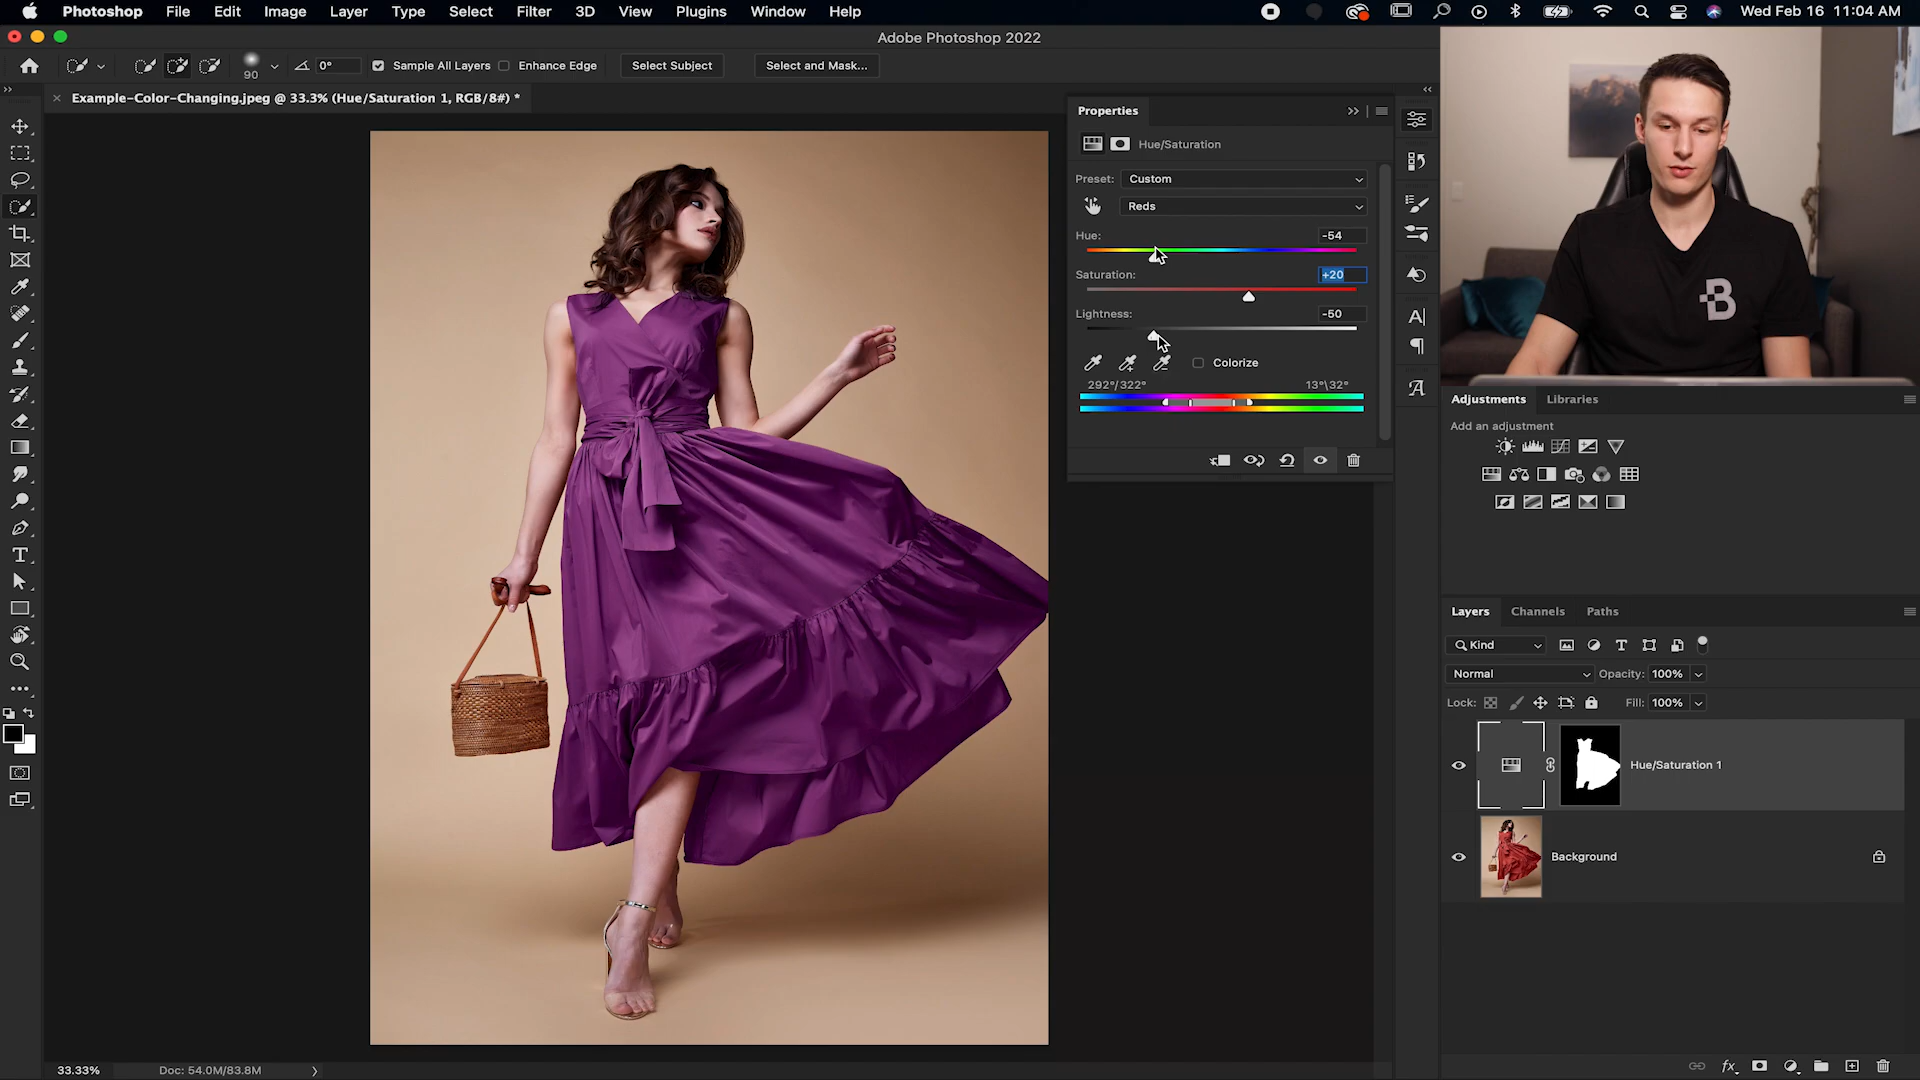 Photoshop File Edit Image Layer Type Select Filter 3D View Plugins Window Help Wed Feb 16 11:04 AM
Adobe Photoshop 2022
90 0° Sample All Layers Enhance Edge Select Subject Select and Mask...
Example-Color-Changing.jpeg @ 33.3% (Hue/Saturation 1, RGB/8#) *
Properties
Hue/Saturation
Preset: Custom
Reds
Hue: -54
Saturation: +20
Lightness: -50
Colorize
292°/322° 13°\32°
B
Adjustments Libraries
Add an adjustment
Layers Channels Paths
Kind
Normal Opacity: 100%
Lock: Fill: 100%
Hue/Saturation 1
Background
33.33% Doc: 54.0M/83.8M